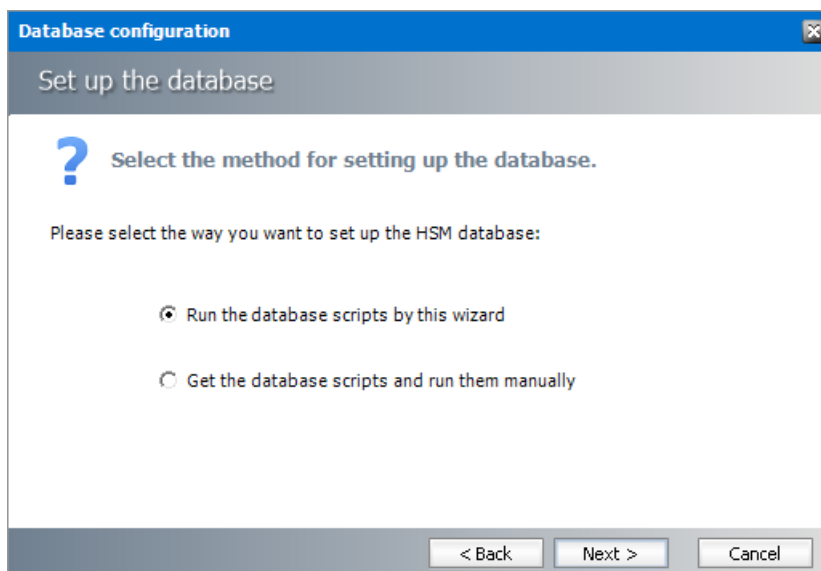 Database configuration
Set up the database
? Select the method for setting up the database.
Please select the way you want to set up the HSM database:
Run the database scripts by this wizard
Get the database scripts and run them manually
< Back Next > Cancel